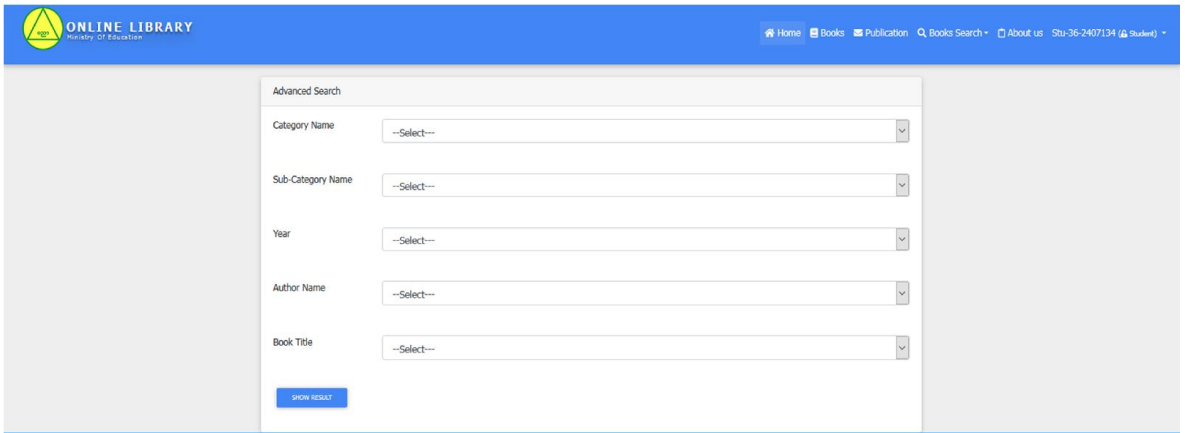 ONLINE LIBRARY
Ministry Of Education
Home Books Publication Books Search About us Stu-36-2407134 (Student)
Advanced Search
Category Name
--Select---
Sub-Category Name
--Select---
Year
--Select---
Author Name
--Select---
Book Title
--Select---
SHOW RESULT